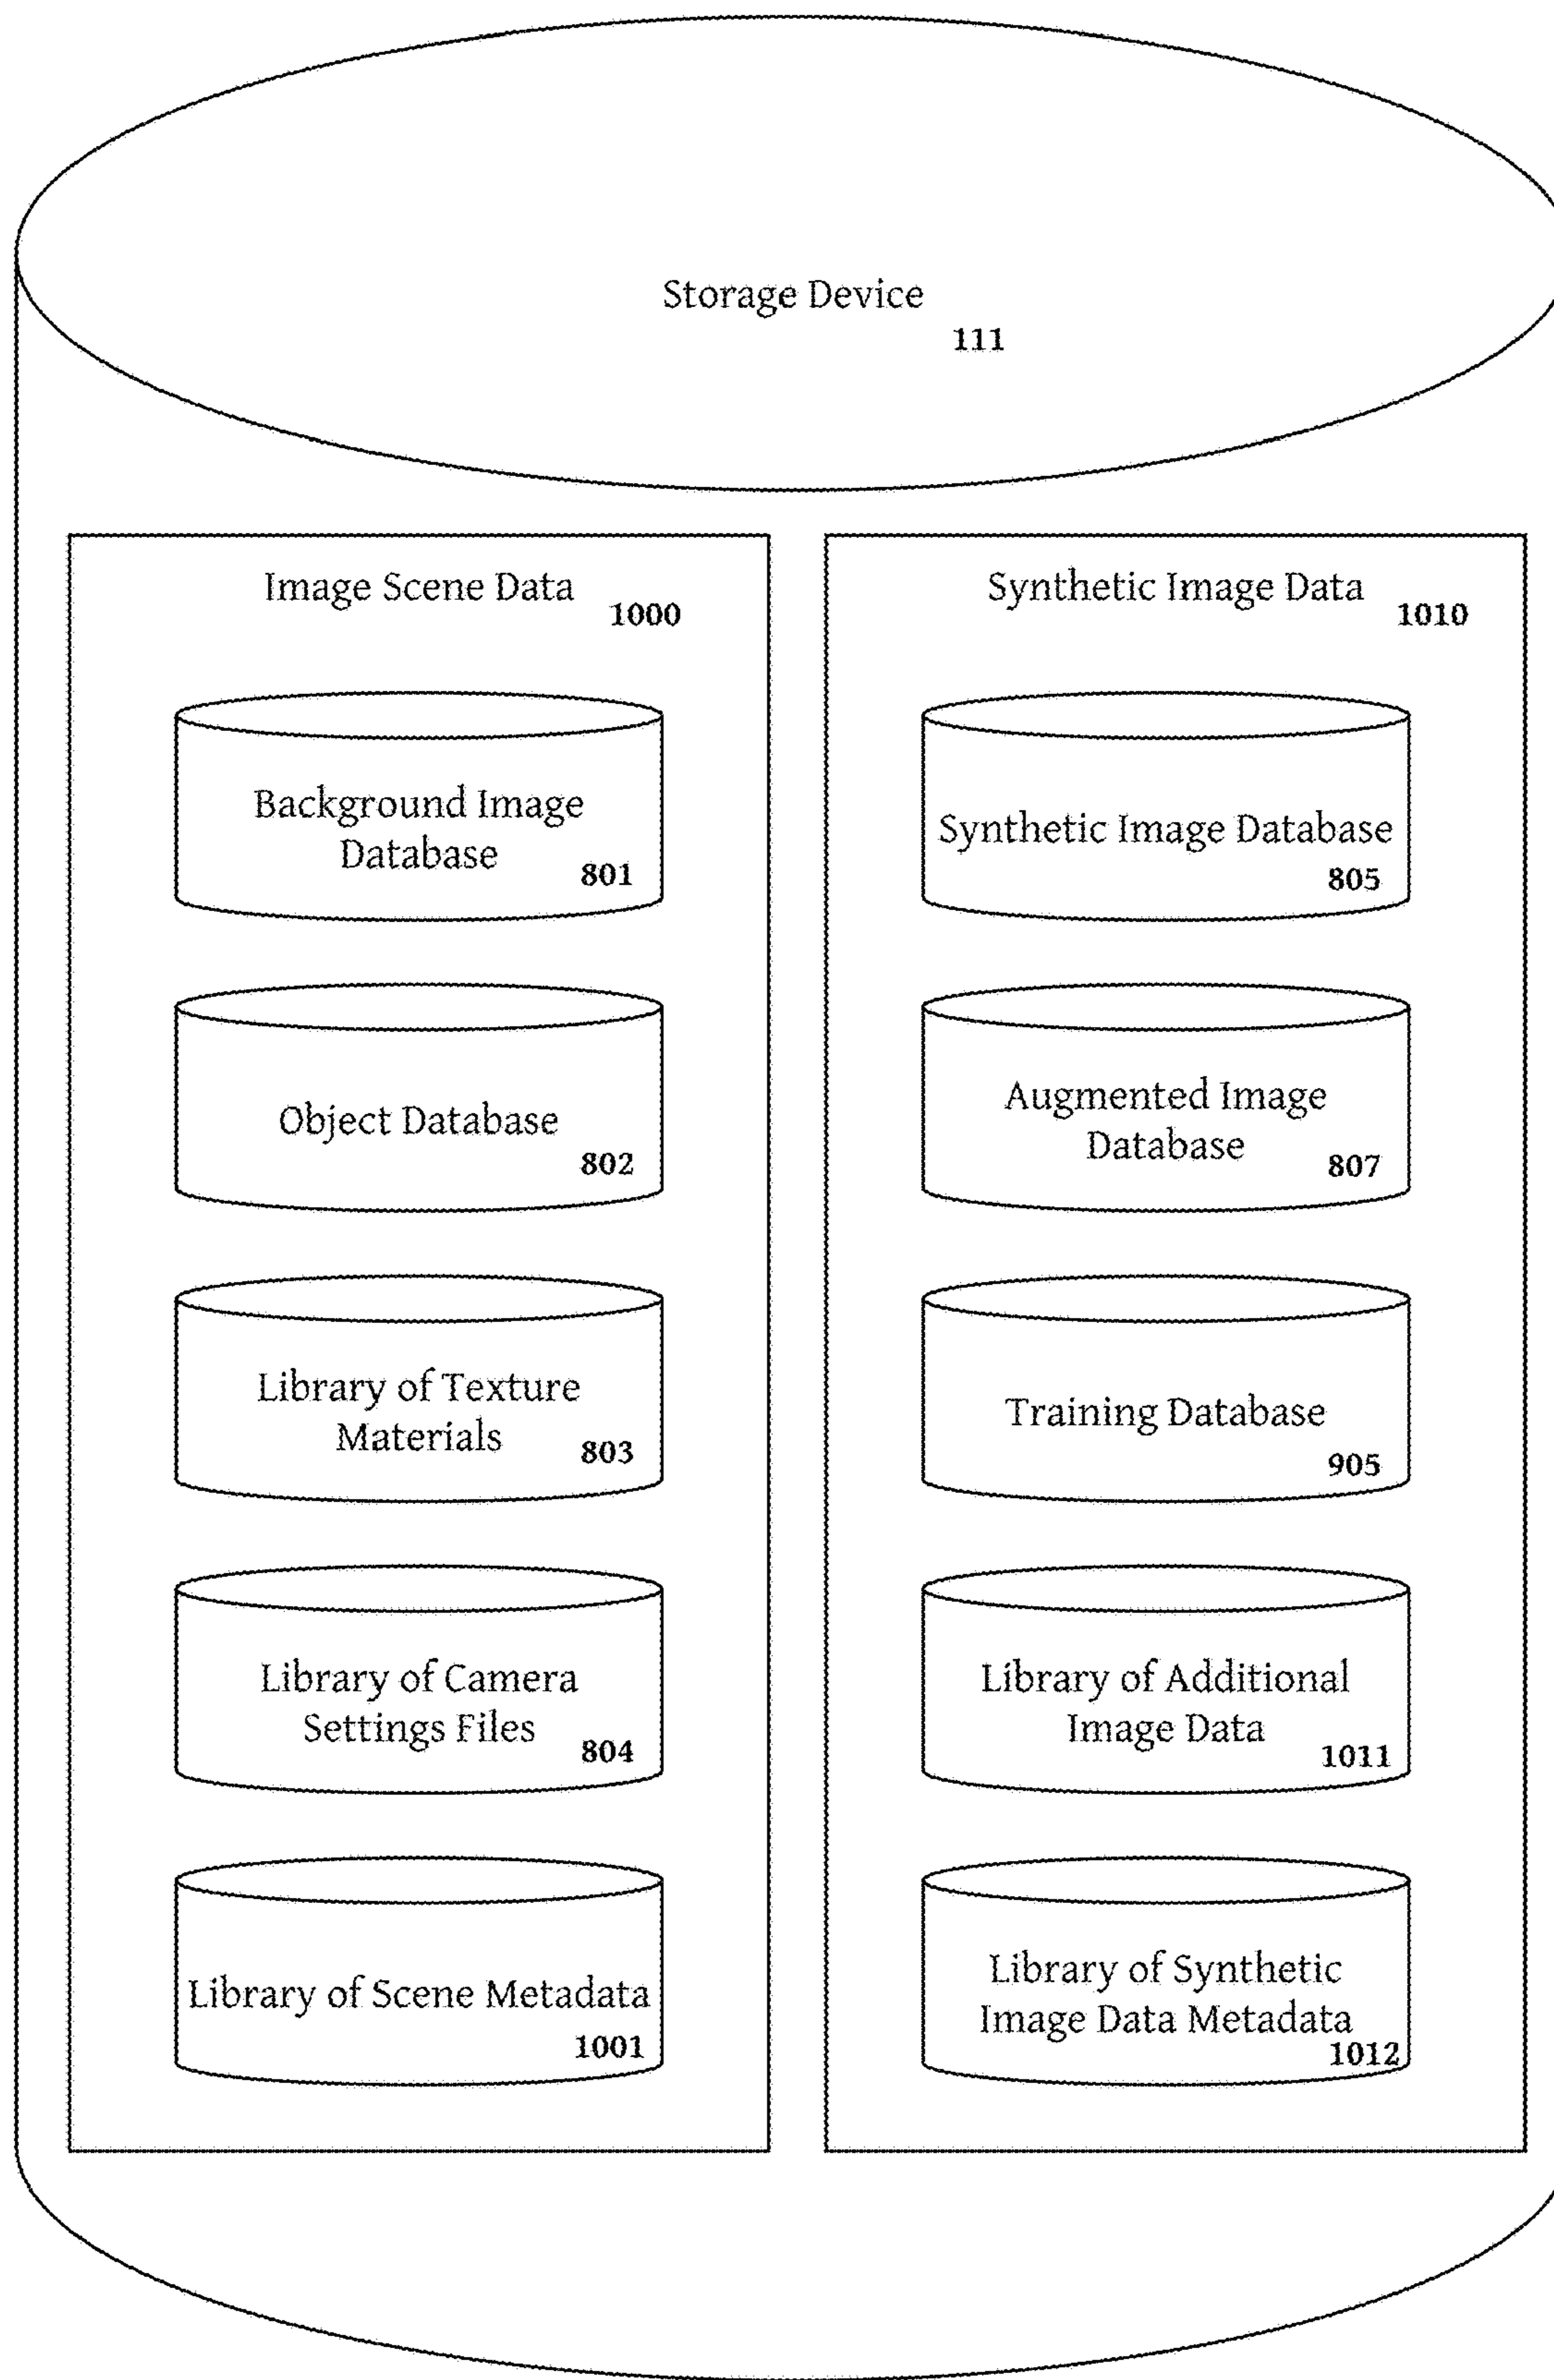 Storage Device
111
Image Scene Data
1000
Background Image
Database
801
Object Database
802
Library of Texture
Materials
803
Library of Camera
Settings Files
804
Library of Scene Metadata
1001
Synthetic Image Data
1010
Synthetic Image Database
805
Augmented Image
Database
807
Training Database
905
Library of Additional
Image Data
1011
Library of Synthetic
Image Data Metadata
1012